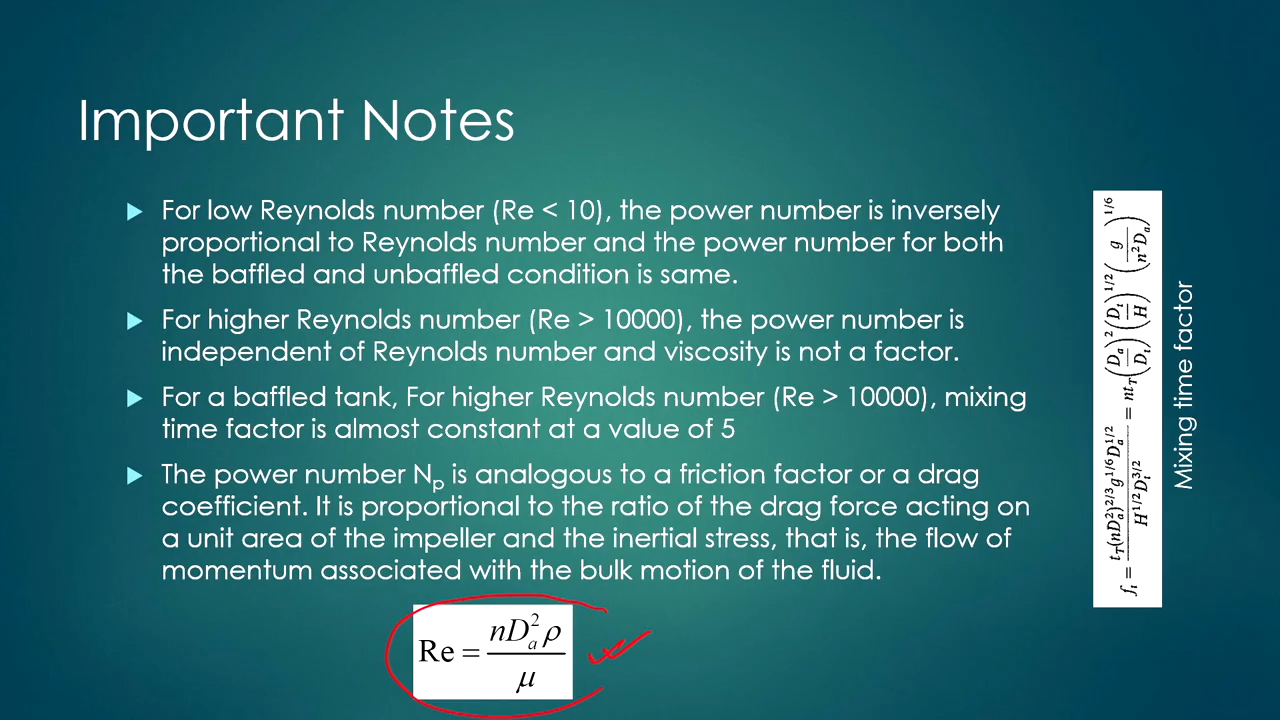 Important Notes
For low Reynolds number (Re < 10), the power number is inversely
proportional to Reynolds number and the power number for both
the baffled and unbaffled condition is same.
For higher Reynolds number (Re > 10000), the power number is
independent of Reynolds number and viscosity is not a factor.
For a baffled tank, For higher Reynolds number (Re > 10000), mixing
time factor is almost constant at a value of 5
The power number Nₚ is analogous to a friction factor or a drag
coefficient. It is proportional to the ratio of the drag force acting on
a unit area of the impeller and the inertial stress, that is, the flow of
momentum associated with the bulk motion of the fluid.
Re = nDₐ²ρ / μ
fₜ = t_T(nDₐ²)^2/3 g^1/6 Dₐ^1/2 / H^1/2 Dₜ^3/2 = nt_T (Dₐ/Dₜ)^2 (Dₜ/H)^1/2 (g/n²Dₐ)^1/6
Mixing time factor